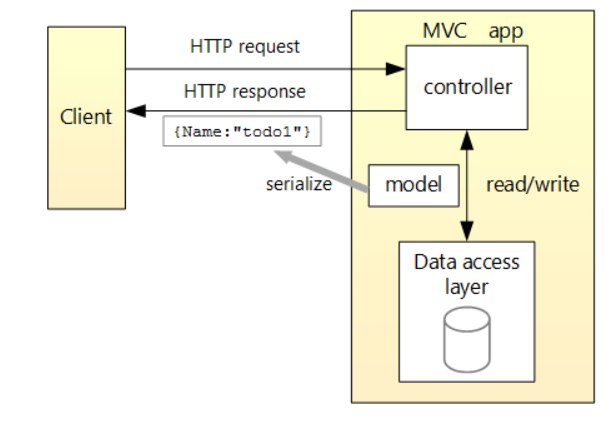 MVC app
HTTP request
controller
HTTP response
Client
{Name:"todo1"}
serialize
model
read/write
Data access
layer